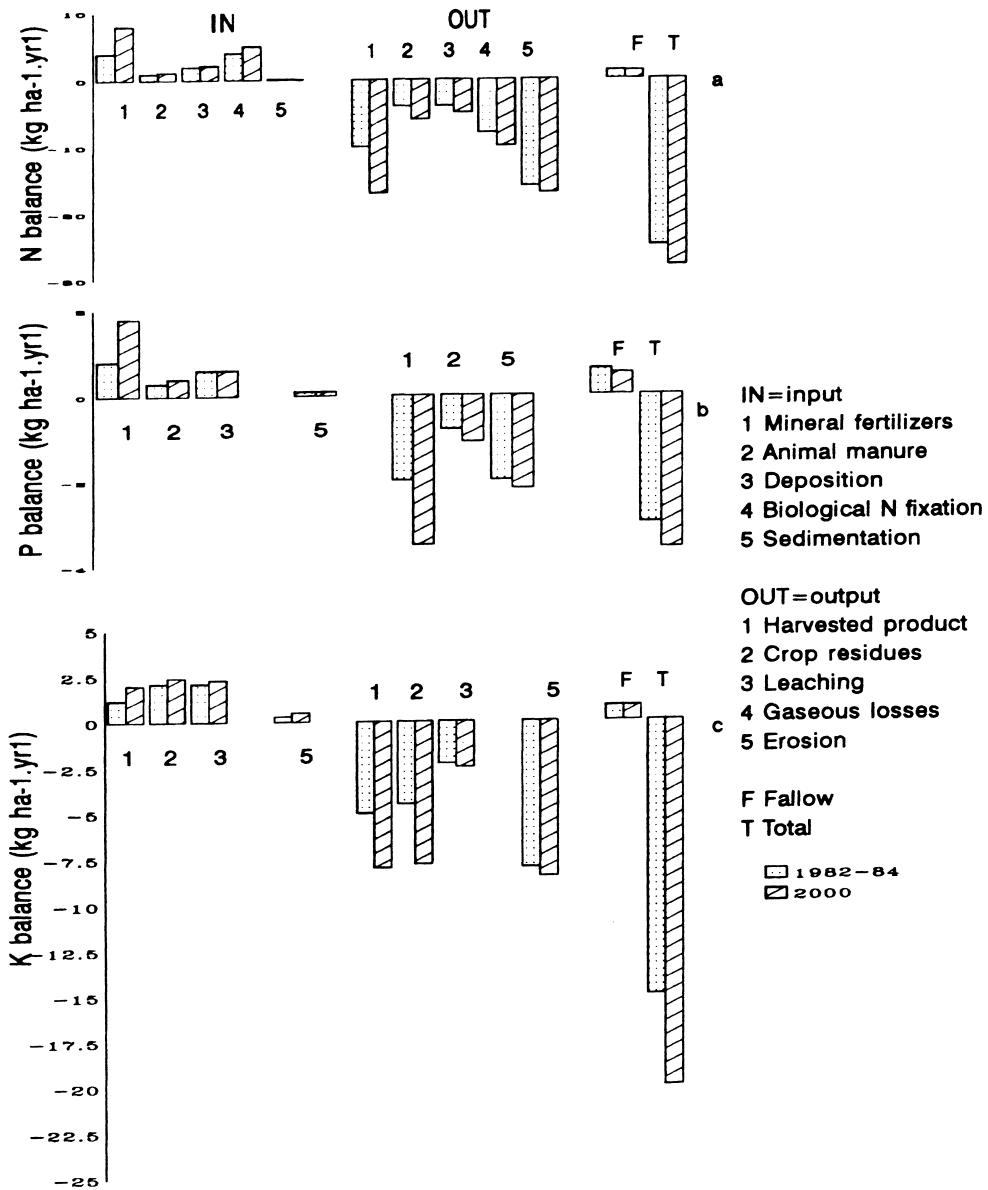 IN
OUT
N balance (kg ha-1.yr1)
10
0
-10
1 2 3 4 5
1 2 3 4 5
F T
a
P balance (kg ha-1.yr1)
0
-4
1 2 3 5
1 2 5
F T
b
K balance (kg ha-1.yr1)
5
2.5
0
-2.5
-5
-7.5
-10
-12.5
-15
-17.5
-20
-22.5
-25
1 2 3 5
1 2 3 5
F T
c
IN=input
1 Mineral fertilizers
2 Animal manure
3 Deposition
4 Biological N fixation
5 Sedimentation
OUT=output
1 Harvested product
2 Crop residues
3 Leaching
4 Gaseous losses
5 Erosion
F Fallow
T Total
1982-84
2000